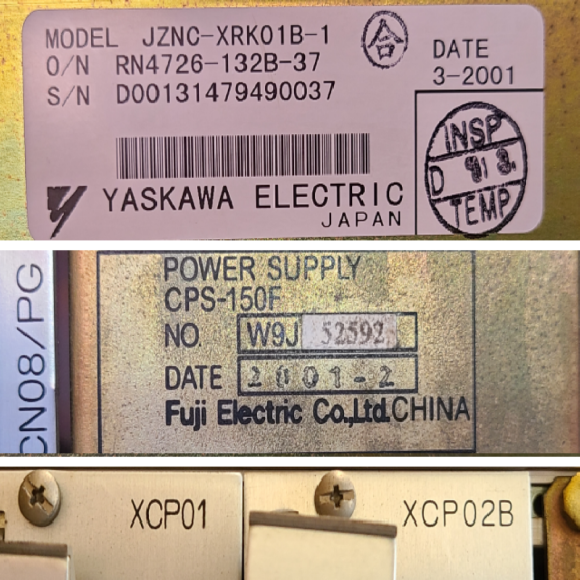 MODEL JZNC-XRK01B-1
O/N RN4726-132B-37
S/N D00131479490037
合
DATE
3-2001
YASKAWA ELECTRIC
JAPAN
INSP
D
TEMP
CN08/PG
POWER SUPPLY
CPS-150F
NO. W9J 52592
DATE 2001-2
Fuji Electric Co.,Ltd. CHINA
XCP01
XCP02B